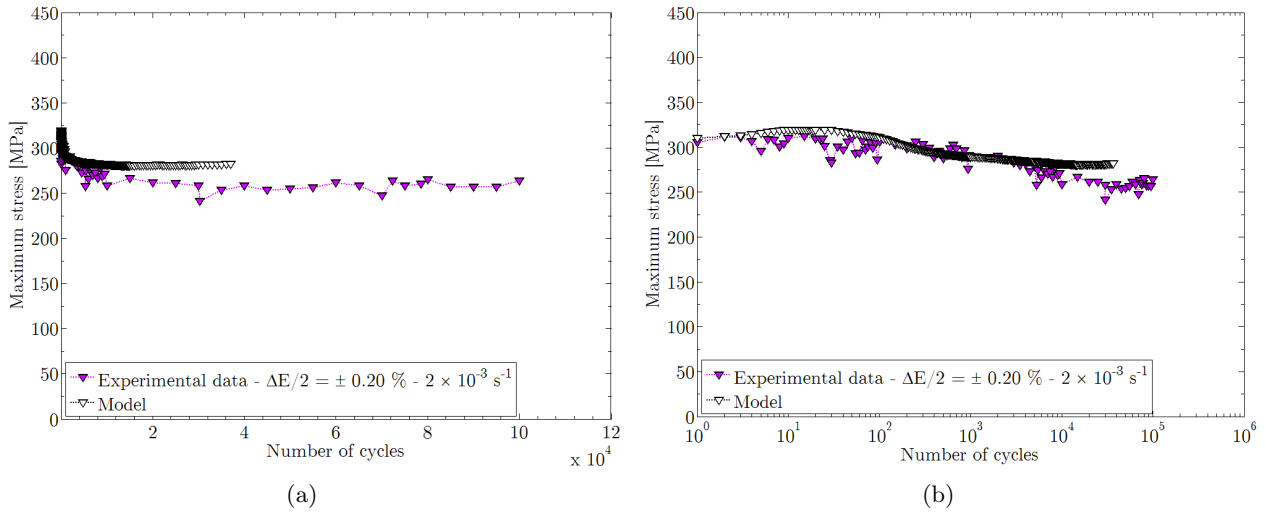 450
400
350
300
250
200
150
100
50
0
Maximum stress [MPa]
Experimental data - ΔE/2 = ± 0.20 % - 2 × 10⁻³ s⁻¹
Model
2 4 6 8 10 12
Number of cycles
x 10⁴
(a)
450
400
350
300
250
200
150
100
50
0
Maximum stress [MPa]
Experimental data - ΔE/2 = ± 0.20 % - 2 × 10⁻³ s⁻¹
Model
10⁰ 10¹ 10² 10³ 10⁴ 10⁵ 10⁶
Number of cycles
(b)